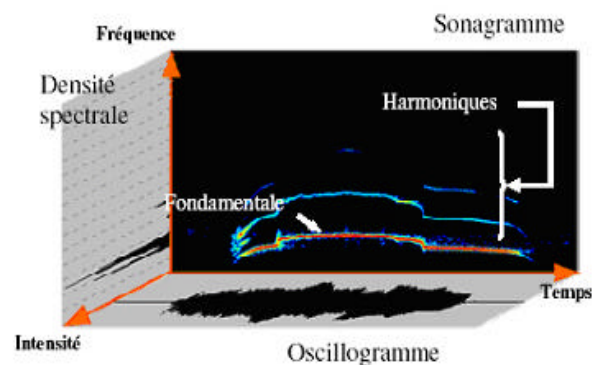 Sonagramme
Fréquence
Densité
spectrale
Harmoniques
Fondamentale
Temps
Intensité
Oscillogramme